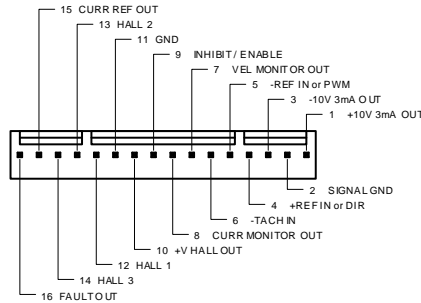 15 CURR REF OUT
13 HALL 2
11 GND
9 INHIBIT / ENABLE
7 VEL MONITOR OUT
5 -REF IN or PWM
3 -10V 3mA OUT
1 +10V 3mA OUT
2 SIGNAL GND
4 +REF IN or DIR
6 -TACH IN
8 CURR MONITOR OUT
10 +V HALL OUT
12 HALL 1
14 HALL 3
16 FAULT OUT